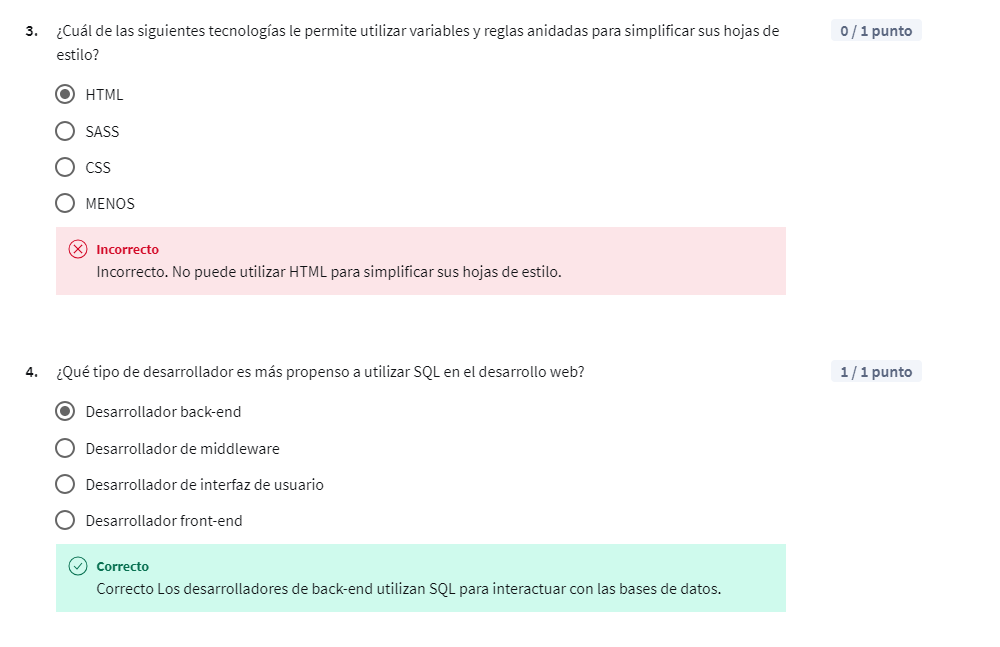 3. ¿Cuál de las siguientes tecnologías le permite utilizar variables y reglas anidadas para simplificar sus hojas de
estilo?
0 / 1 punto
HTML
SASS
CSS
MENOS
Incorrecto
Incorrecto. No puede utilizar HTML para simplificar sus hojas de estilo.
4. ¿Qué tipo de desarrollador es más propenso a utilizar SQL en el desarrollo web?
1 / 1 punto
Desarrollador back-end
Desarrollador de middleware
Desarrollador de interfaz de usuario
Desarrollador front-end
Correcto
Correcto Los desarrolladores de back-end utilizan SQL para interactuar con las bases de datos.